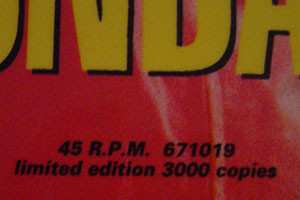 ONDA
45 R.P.M. 671019
limited edition 3000 copies